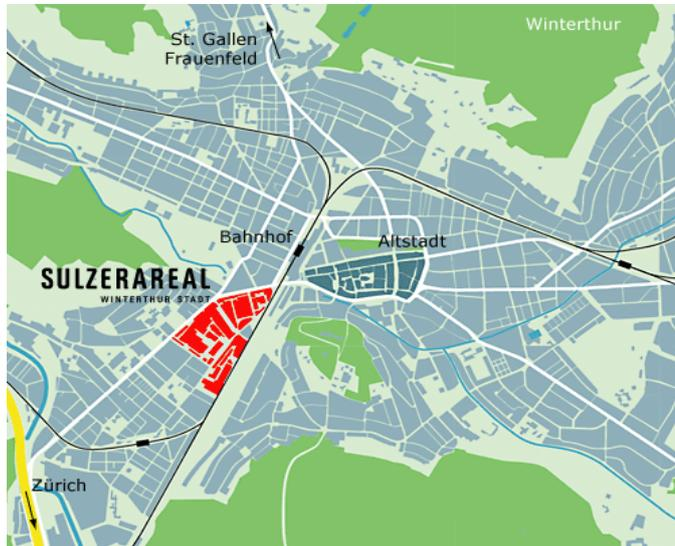 Winterthur
St. Gallen
Frauenfeld
Bahnhof
Altstadt
SULZERAREAL
WINTERTHUR STADT
Zürich